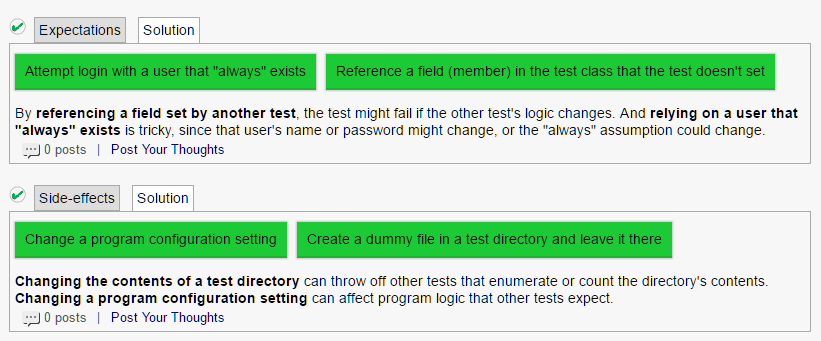 Expectations Solution
Attempt login with a user that "always" exists Reference a field (member) in the test class that the test doesn't set
By referencing a field set by another test, the test might fail if the other test's logic changes. And relying on a user that
"always" exists is tricky, since that user's name or password might change, or the "always" assumption could change.
0 posts | Post Your Thoughts
Side-effects Solution
Change a program configuration setting Create a dummy file in a test directory and leave it there
Changing the contents of a test directory can throw off other tests that enumerate or count the directory's contents.
Changing a program configuration setting can affect program logic that other tests expect.
0 posts | Post Your Thoughts